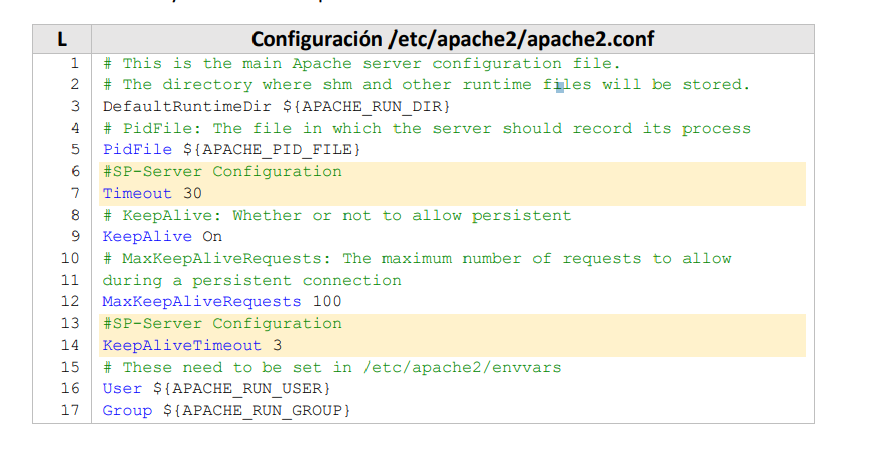 L Configuración /etc/apache2/apache2.conf
1 # This is the main Apache server configuration file.
2 # The directory where shm and other runtime files will be stored.
3 DefaultRuntimeDir ${APACHE_RUN_DIR}
4 # PidFile: The file in which the server should record its process
5 PidFile ${APACHE_PID_FILE}
6 #SP-Server Configuration
7 Timeout 30
8 # KeepAlive: Whether or not to allow persistent
9 KeepAlive On
10 # MaxKeepAliveRequests: The maximum number of requests to allow
11 during a persistent connection
12 MaxKeepAliveRequests 100
13 #SP-Server Configuration
14 KeepAliveTimeout 3
15 # These need to be set in /etc/apache2/envvars
16 User ${APACHE_RUN_USER}
17 Group ${APACHE_RUN_GROUP}